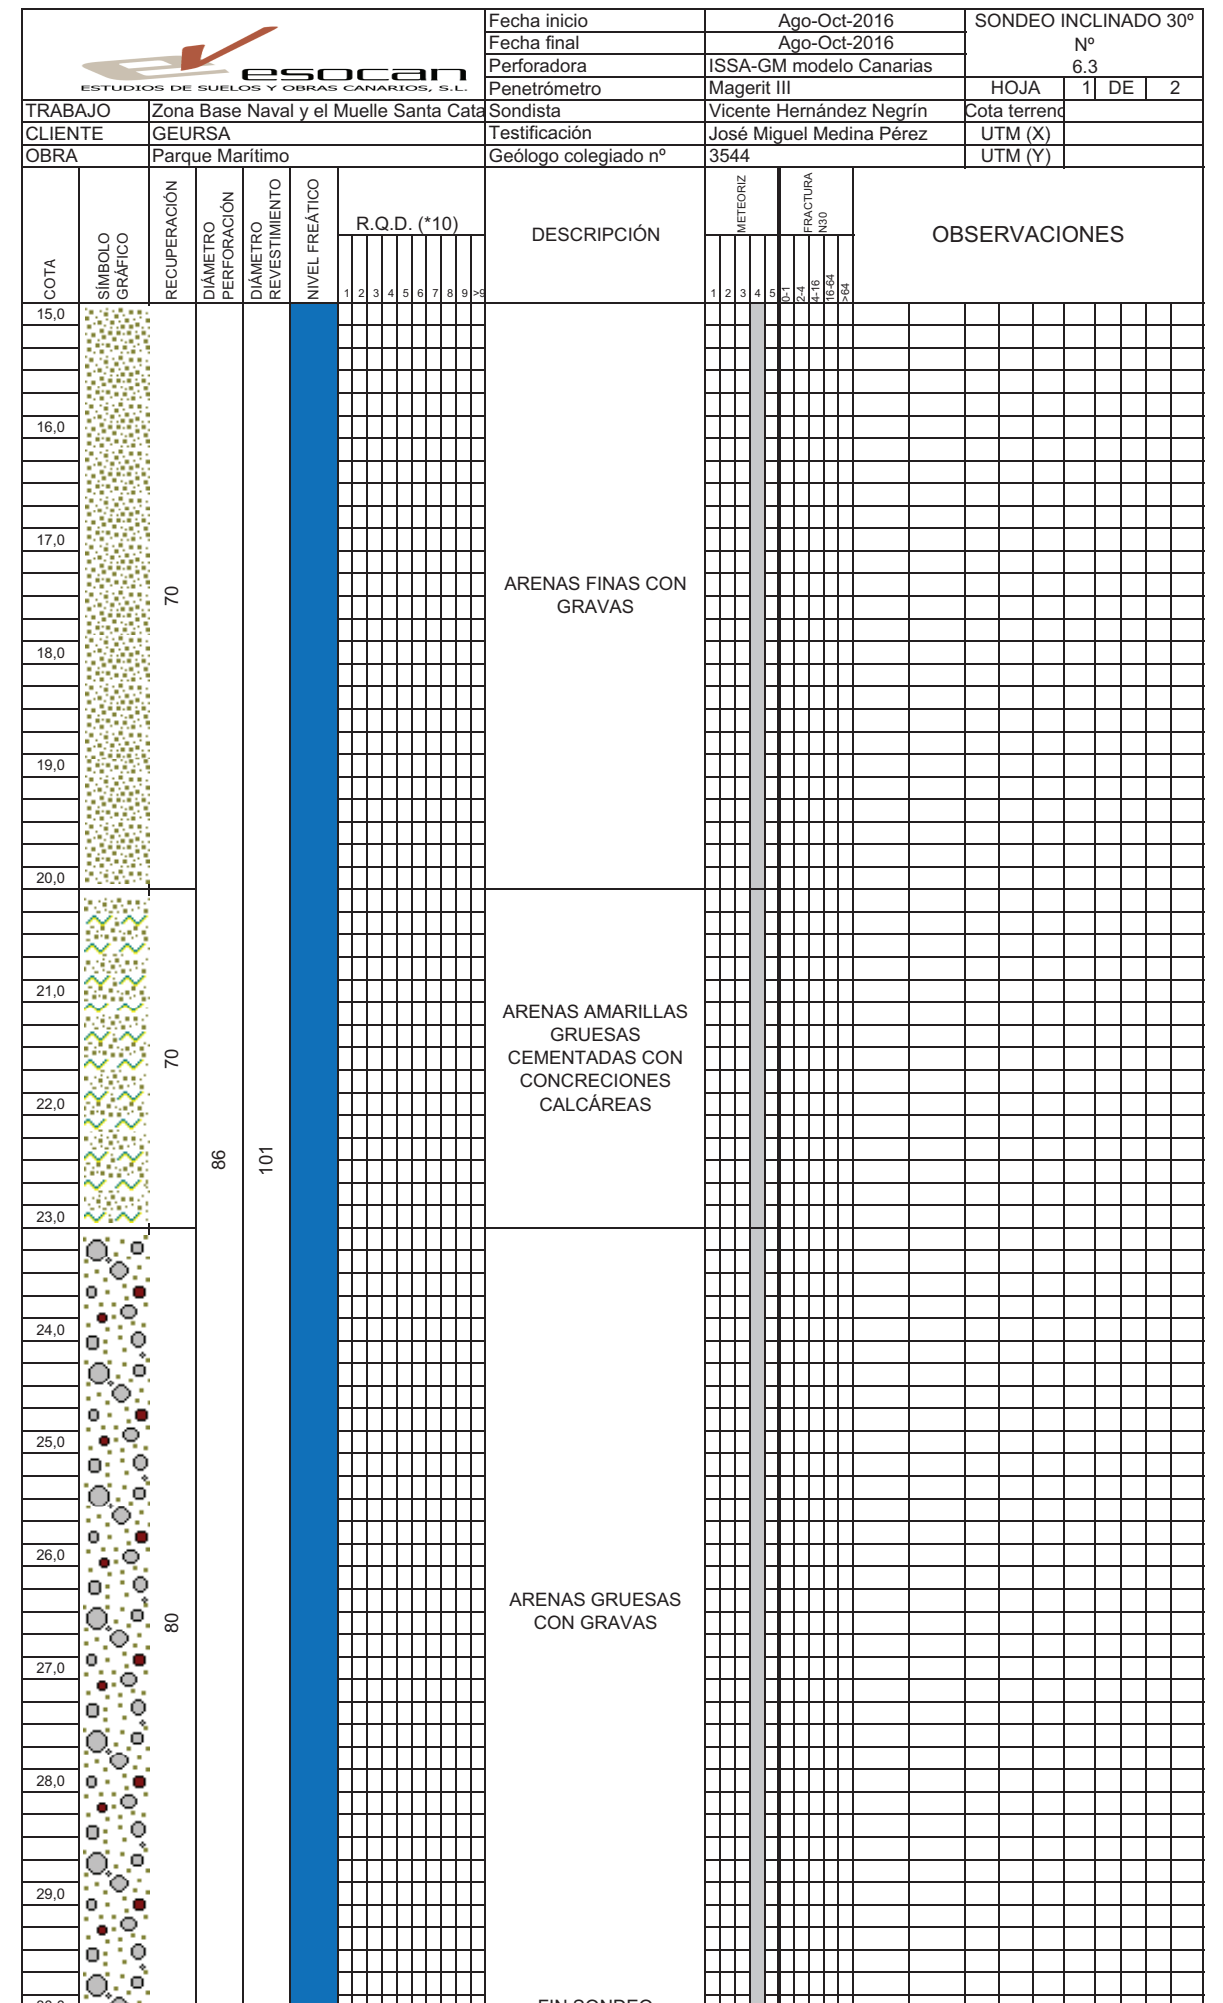 esocan
ESTUDIOS DE SUELOS Y OBRAS CANARIOS, S.L.
Fecha inicio Ago-Oct-2016 SONDEO INCLINADO 30º
Fecha final Ago-Oct-2016 Nº
Perforadora ISSA-GM modelo Canarias 6.3
Penetrómetro Magerit III HOJA 1 DE 2
TRABAJO Zona Base Naval y el Muelle Santa Cata Sondista Vicente Hernández Negrín Cota terreno
CLIENTE GEURSA Testificación José Miguel Medina Pérez UTM (X)
OBRA Parque Marítimo Geólogo colegiado nº 3544 UTM (Y)
COTA
SÍMBOLO
GRÁFICO
RECUPERACIÓN
DIÁMETRO
PERFORACIÓN
DIÁMETRO
REVESTIMIENTO
NIVEL FREÁTICO
R.Q.D. (*10)
1 2 3 4 5 6 7 8 9 >9
DESCRIPCIÓN
METEORIZ
1 2 3 4 5
FRACTURA
N30
0-1
2-4
4-16
16-64
>64
OBSERVACIONES
15,0
16,0
17,0
70
ARENAS FINAS CON
GRAVAS
18,0
19,0
20,0
21,0
ARENAS AMARILLAS
GRUESAS
CEMENTADAS CON
CONCRECIONES
CALCÁREAS
70
22,0
86
101
23,0
24,0
25,0
26,0
ARENAS GRUESAS
CON GRAVAS
80
27,0
28,0
29,0
FIN SONDEO